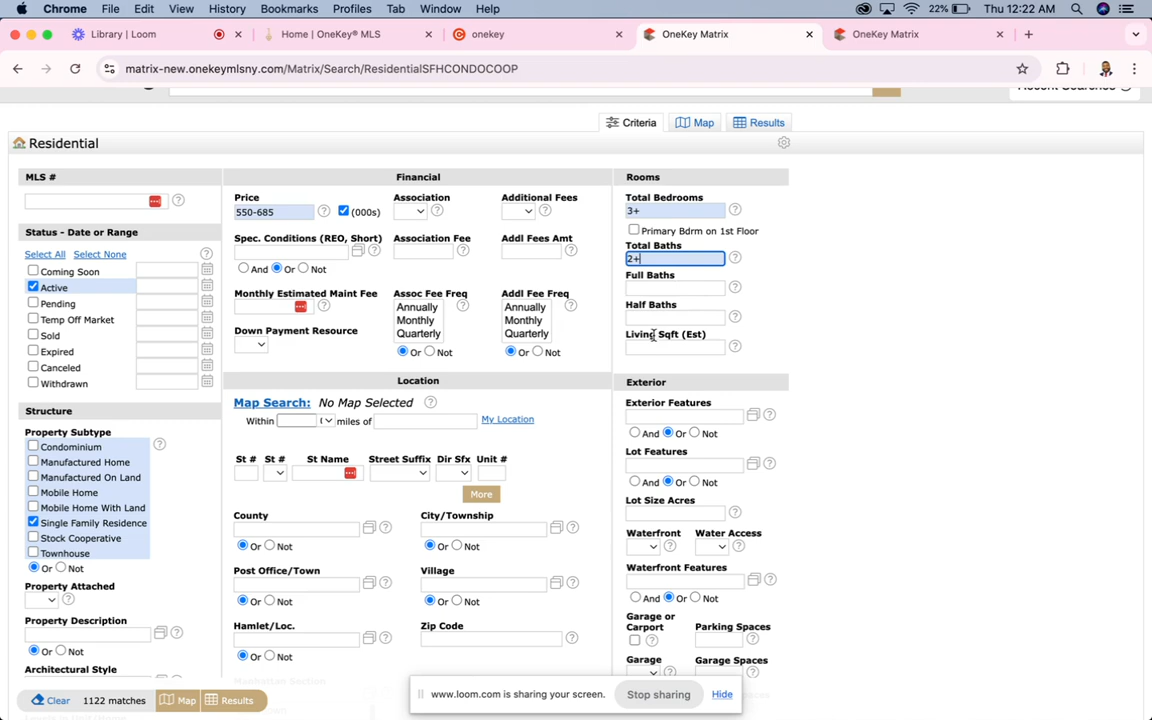 Chrome File Edit View History Bookmarks Profiles Tab Window Help 22% Thu 12:22 AM
Library | Loom Home | OneKey® MLS onekey OneKey Matrix OneKey Matrix
matrix-new.onekeymlsny.com/Matrix/Search/ResidentialSFHCONDOCOOP
Recent Searches
Criteria Map Results
Residential
MLS #
Status - Date or Range
Select All Select None
Coming Soon
Active
Pending
Temp Off Market
Sold
Expired
Canceled
Withdrawn
Structure
Property Subtype
Condominium
Manufactured Home
Manufactured On Land
Mobile Home
Mobile Home With Land
Single Family Residence
Stock Cooperative
Townhouse
Or Not
Property Attached
Property Description
Or Not
Architectural Style
Financial
Price Association Additional Fees
550-685 (000s)
Spec. Conditions (REO, Short) Association Fee Addl Fees Amt
And Or Not
Monthly Estimated Maint Fee Assoc Fee Freq Addl Fee Freq
Annually Annually
Monthly Monthly
Quarterly Quarterly
Down Payment Resource
Or Not Or Not
Location
Map Search: No Map Selected
Within ( miles of My Location
St # St # St Name Street Suffix Dir Sfx Unit #
More
County City/Township
Or Not Or Not
Post Office/Town Village
Or Not Or Not
Hamlet/Loc. Zip Code
Or Not
Manhattan Section
Rooms
Total Bedrooms
3+
Primary Bdrm on 1st Floor
Total Baths
2+
Full Baths
Half Baths
Living Sqft (Est)
Exterior
Exterior Features
And Or Not
Lot Features
And Or Not
Lot Size Acres
Waterfront Water Access
Waterfront Features
And Or Not
Garage or
Carport Parking Spaces
Garage Garage Spaces
Clear 1122 matches Map Results
www.loom.com is sharing your screen. Stop sharing Hide